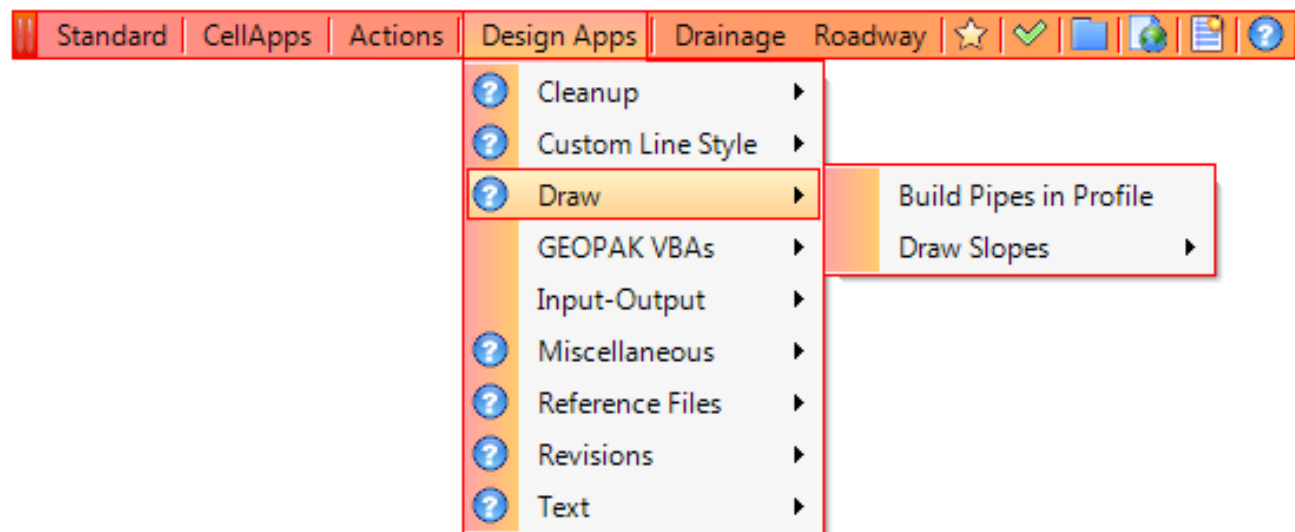 Standard CellApps Actions Design Apps Drainage Roadway
Cleanup
Custom Line Style
Draw
Build Pipes in Profile
GEOPAK VBAs
Draw Slopes
Input-Output
Miscellaneous
Reference Files
Revisions
Text